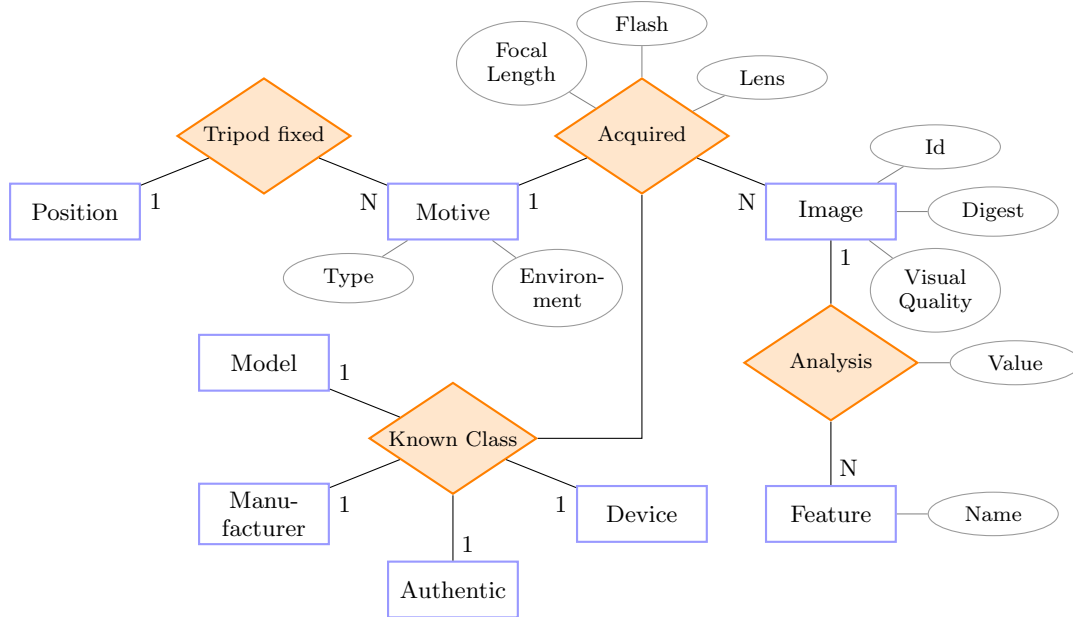 Flash
Focal
Length
Lens
Tripod fixed
Acquired
Id
Position
1
N
Motive
1
N
Image
Digest
1
Type
Environ-
ment
Visual
Quality
Model
1
Analysis
Value
Known Class
N
Manu-
facturer
1
1
Device
Feature
Name
1
Authentic